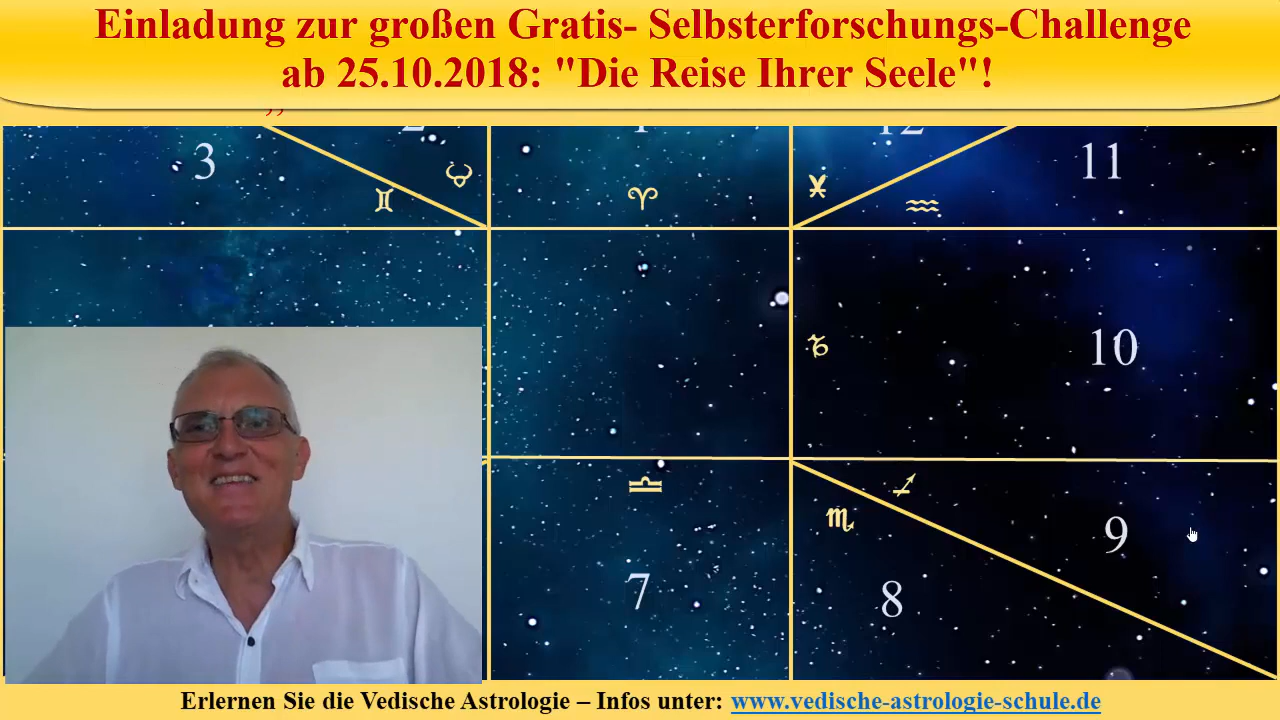 Einladung zur großen Gratis- Selbsterforschungs-Challenge
ab 25.10.2018: "Die Reise Ihrer Seele"!
3
11
10
9
7
8
Erlernen Sie die Vedische Astrologie – Infos unter: www.vedische-astrologie-schule.de